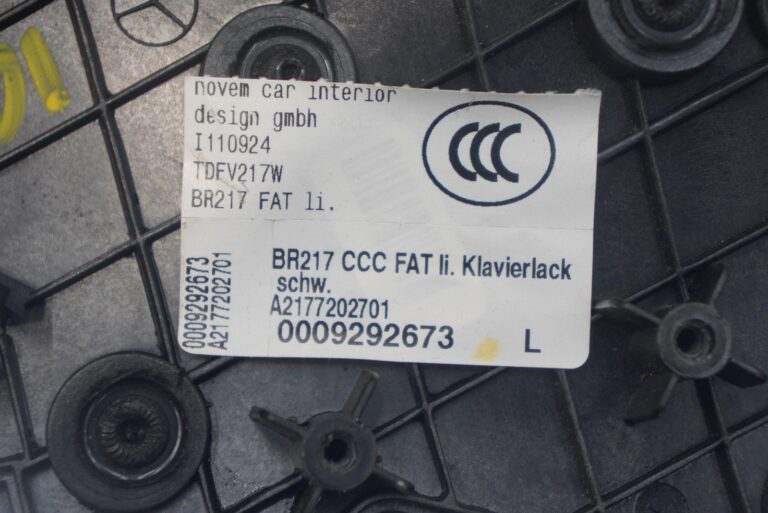 novem car interior
design gmbh
I110924
TDFV217W
BR217 FAT li.
CCC
BR217 CCC FAT li. Klavierlack
schw.
A2177202701
0009292673
L
0009292673
A2177202701